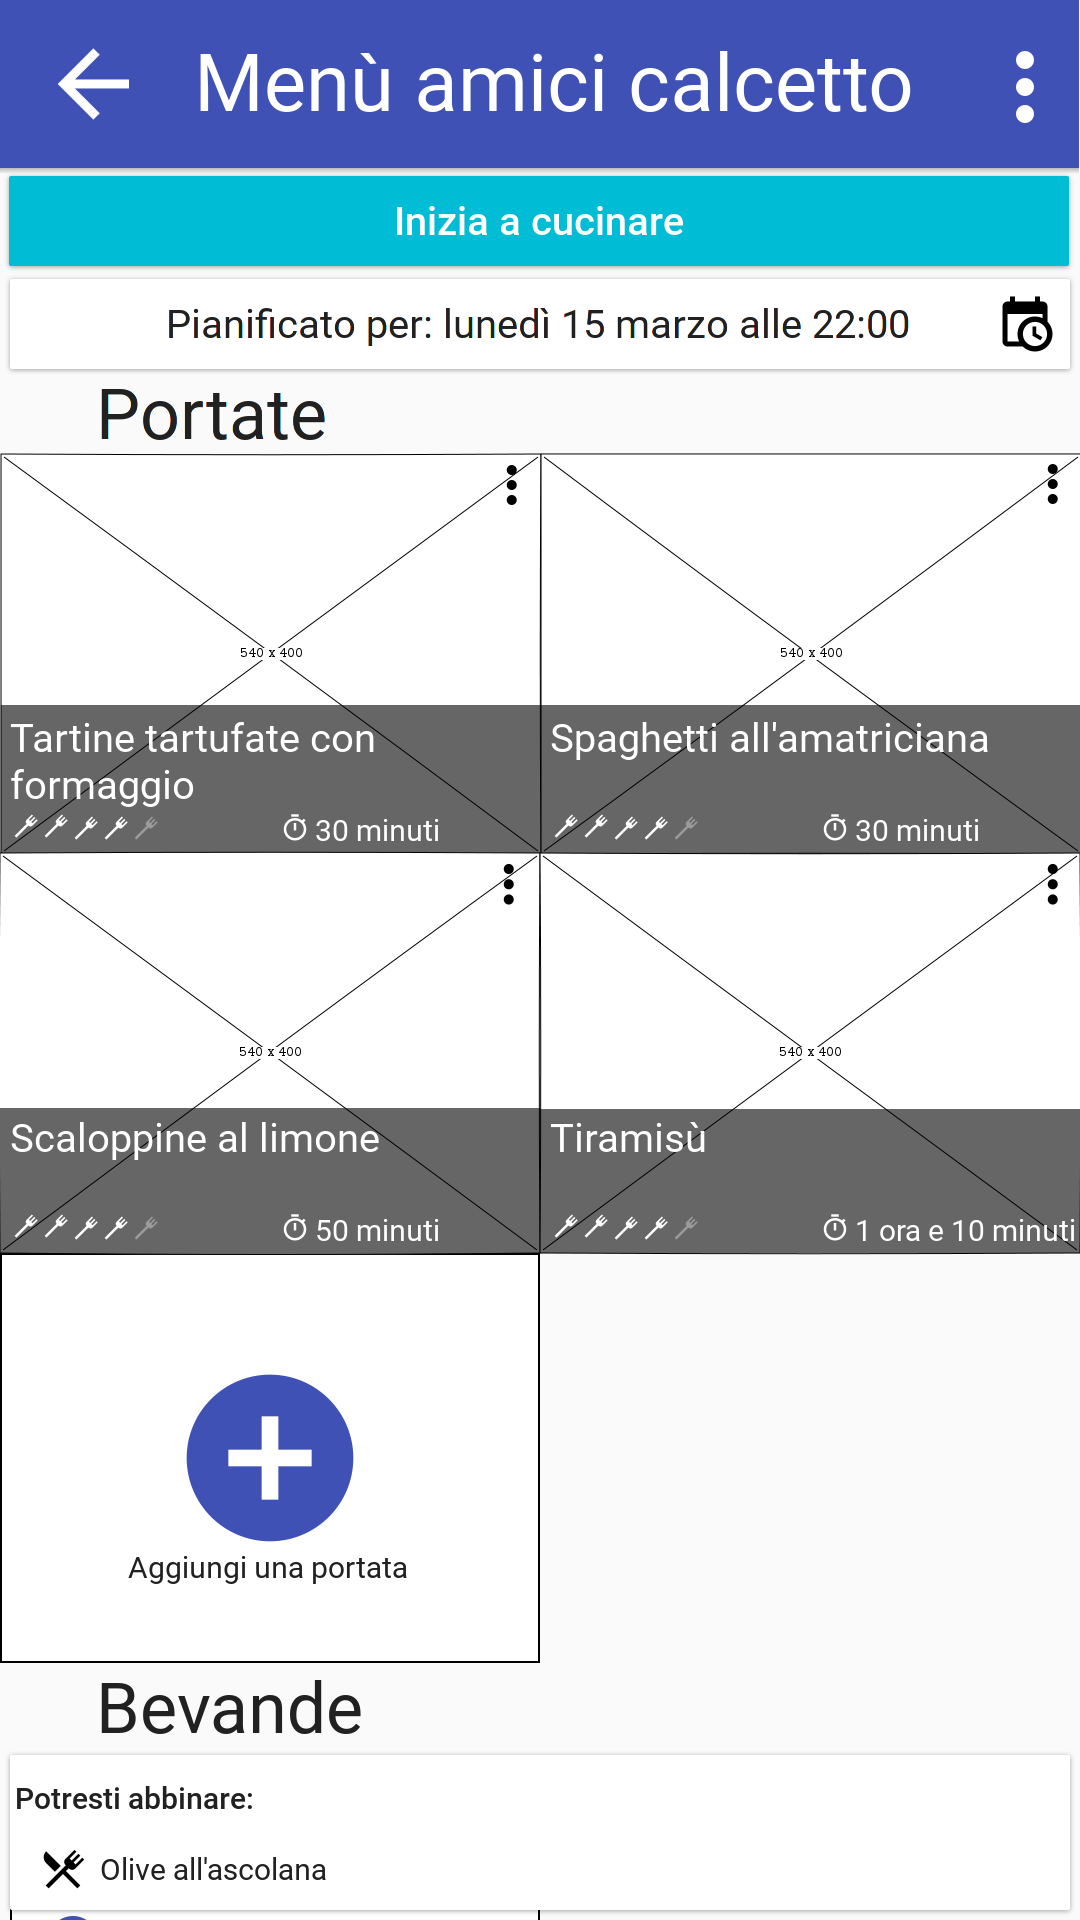 Menù amici calcetto
Inizia a cucinare
Pianificato per: lunedì 15 marzo alle 22:00
Portate
540 x 400
540 x 400
Tartine tartufate con
formaggio
30 minuti
Spaghetti all'amatriciana
30 minuti
540 x 400
540 x 400
Scaloppine al limone
50 minuti
Tiramisù
1 ora e 10 minuti
Aggiungi una portata
Bevande
Potresti abbinare:
Olive all'ascolana